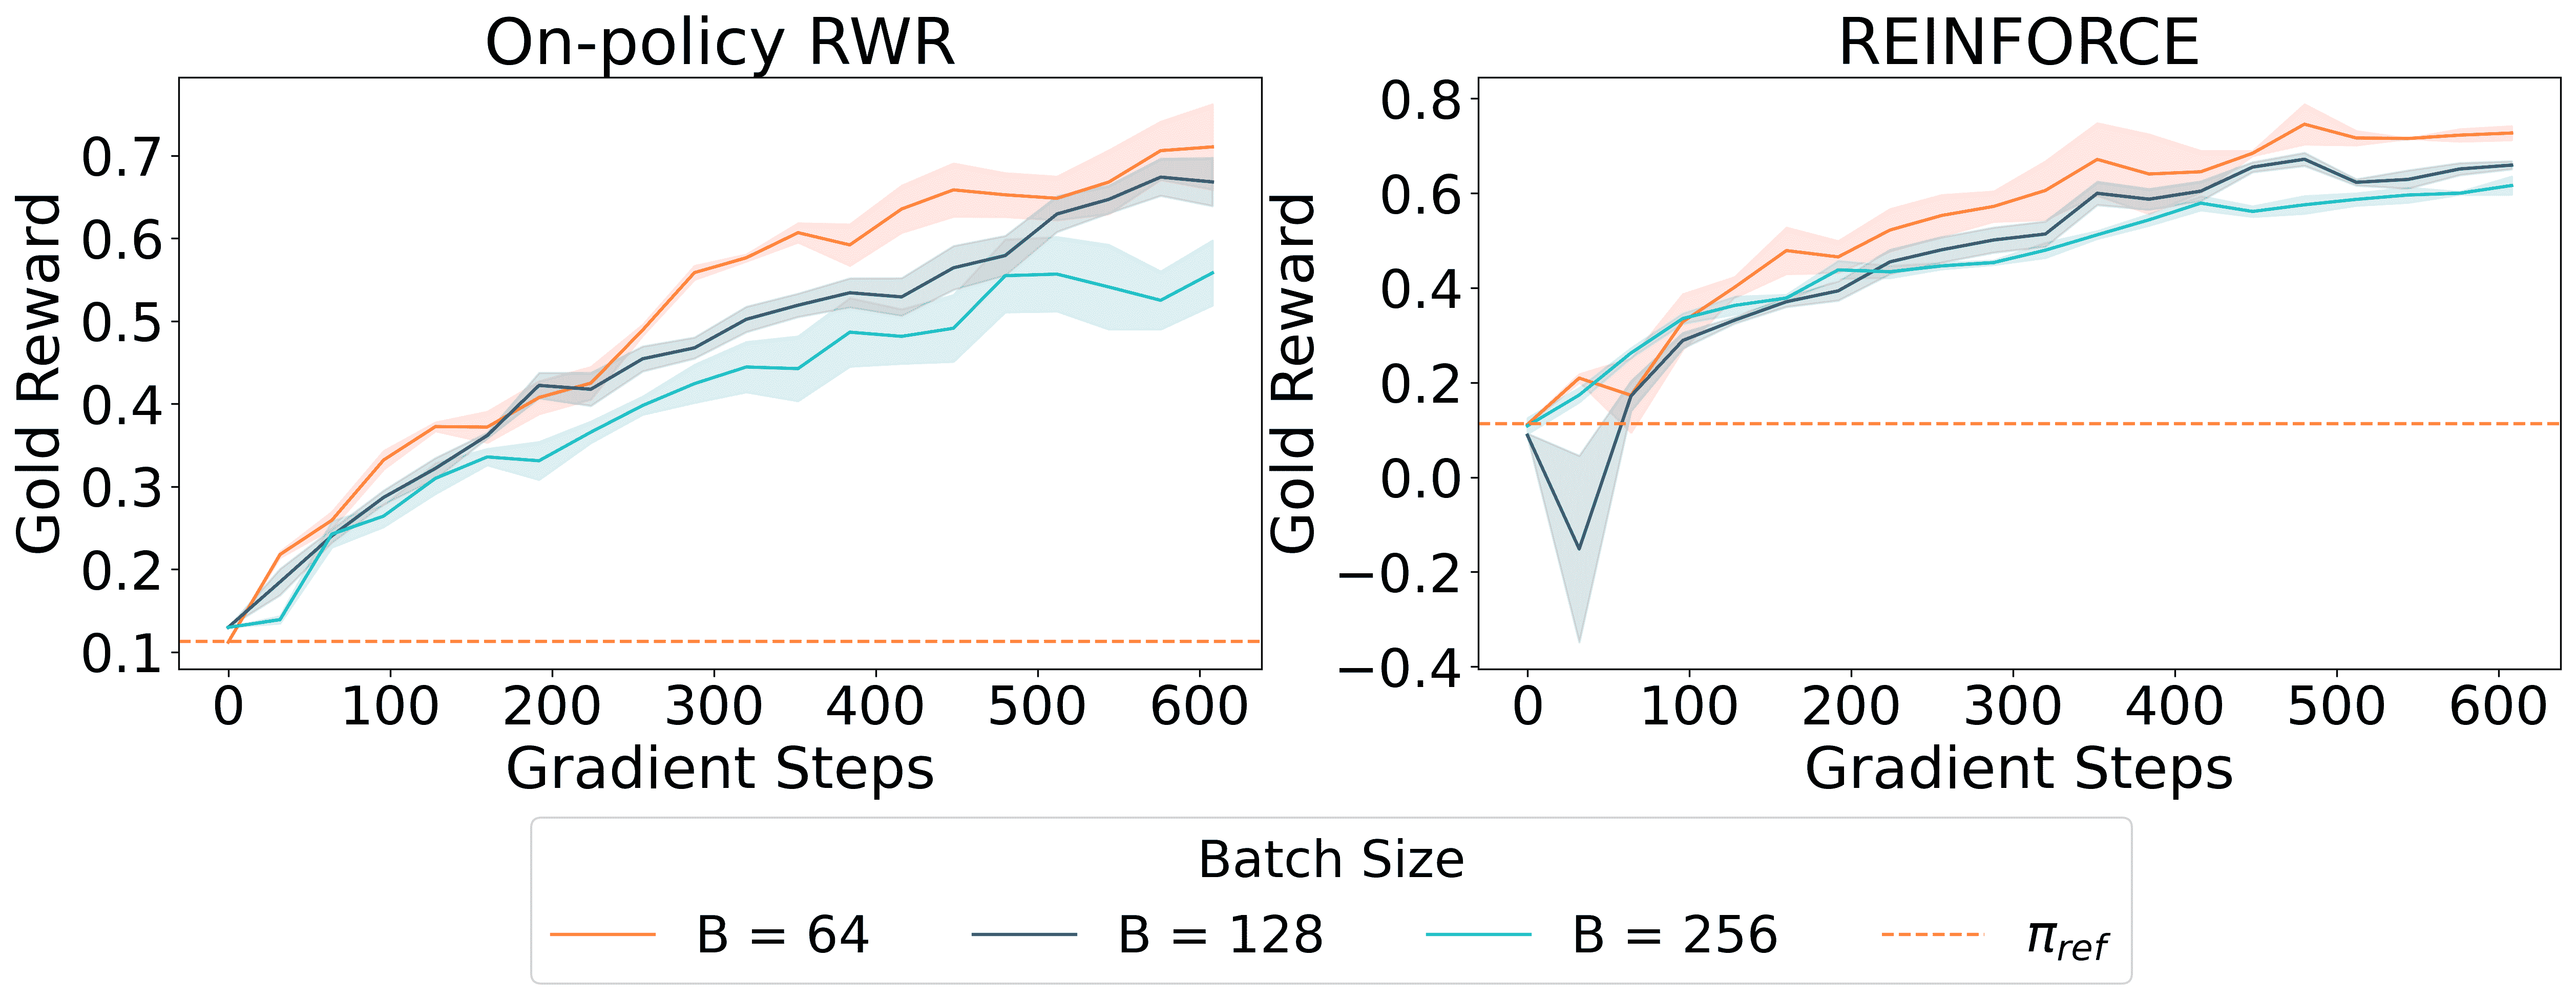 On-policy RWR
Gold Reward
0.7
0.6
0.5
0.4
0.3
0.2
0.1
0 100 200 300 400 500 600
Gradient Steps
REINFORCE
Gold Reward
0.8
0.6
0.4
0.2
0.0
−0.2
−0.4
0 100 200 300 400 500 600
Gradient Steps
Batch Size
B = 64 B = 128 B = 256 π_ref